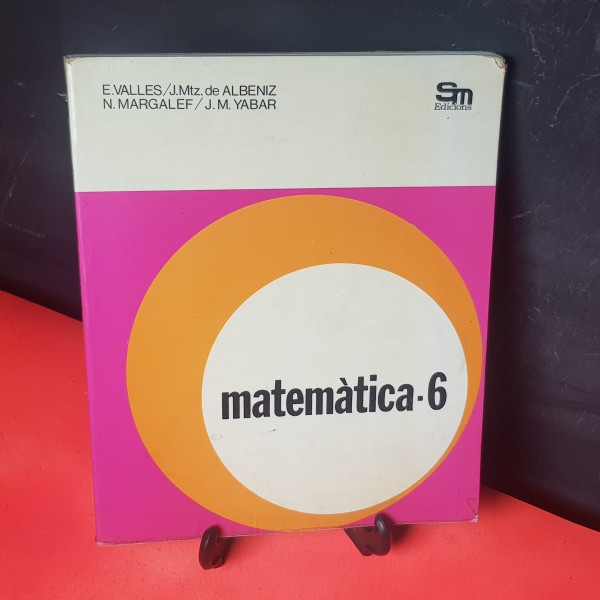 E.VALLES/J.Mtz. de ALBENIZ
N. MARGALEF/J. M. YABAR
Sm
Edicions
matemàtica·6